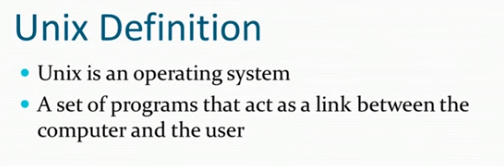 Unix Definition
• Unix is an operating system
• A set of programs that act as a link between the
computer and the user